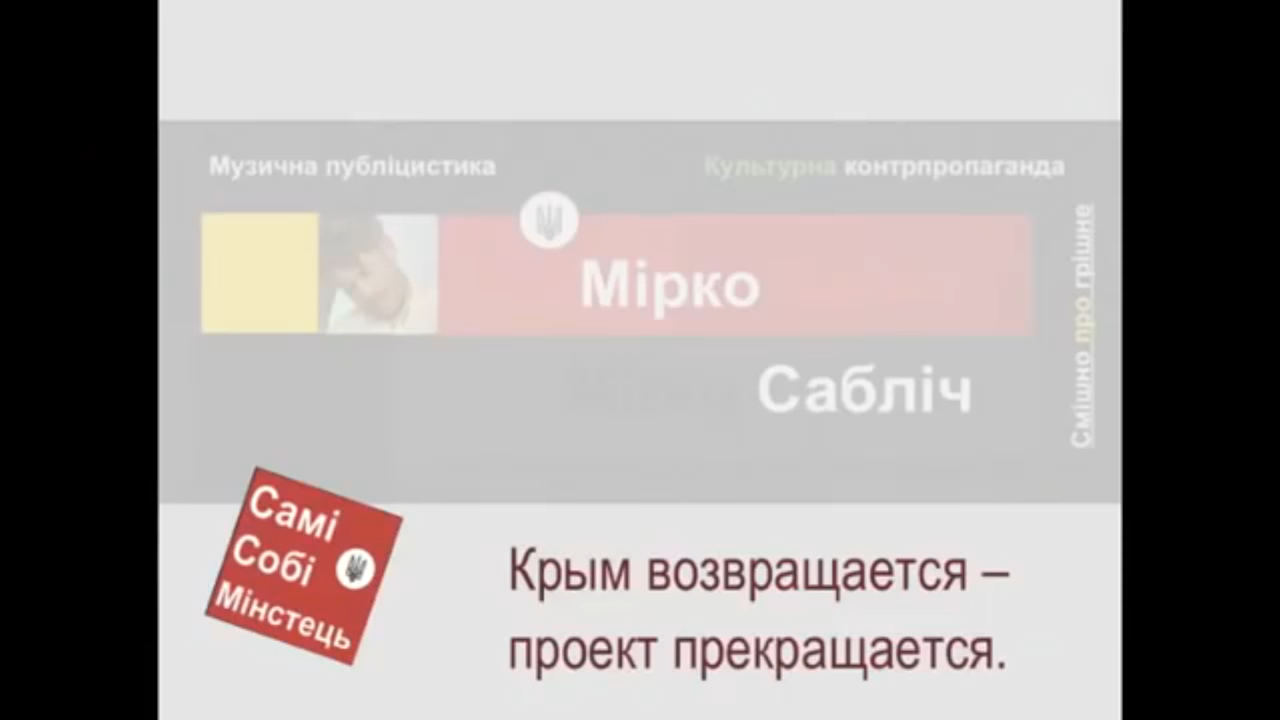 Музична публіцистика
Культурна контрпропаганда
Мірко
Сабліч
Смішно про грішне
Самі
Собі
Мінстець
Крым возвращается –
проект прекращается.